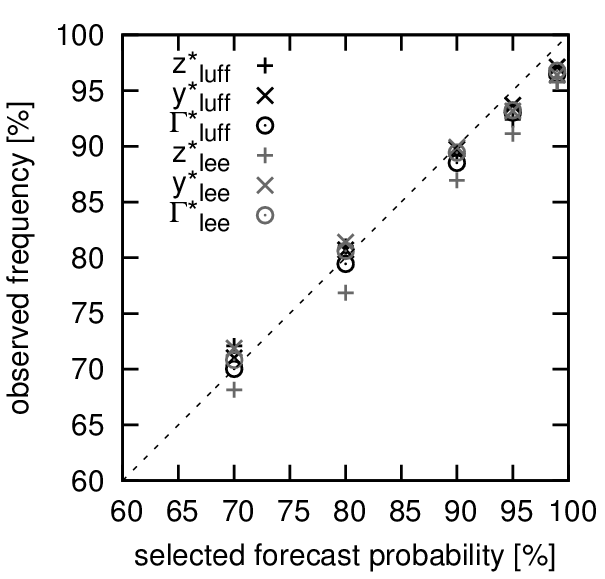 100
95
90
85
80
75
70
65
60
60 65 70 75 80 85 90 95 100
observed frequency [%]
selected forecast probability [%]
z*luff
y*luff
Γ*luff
z*lee
y*lee
Γ*lee